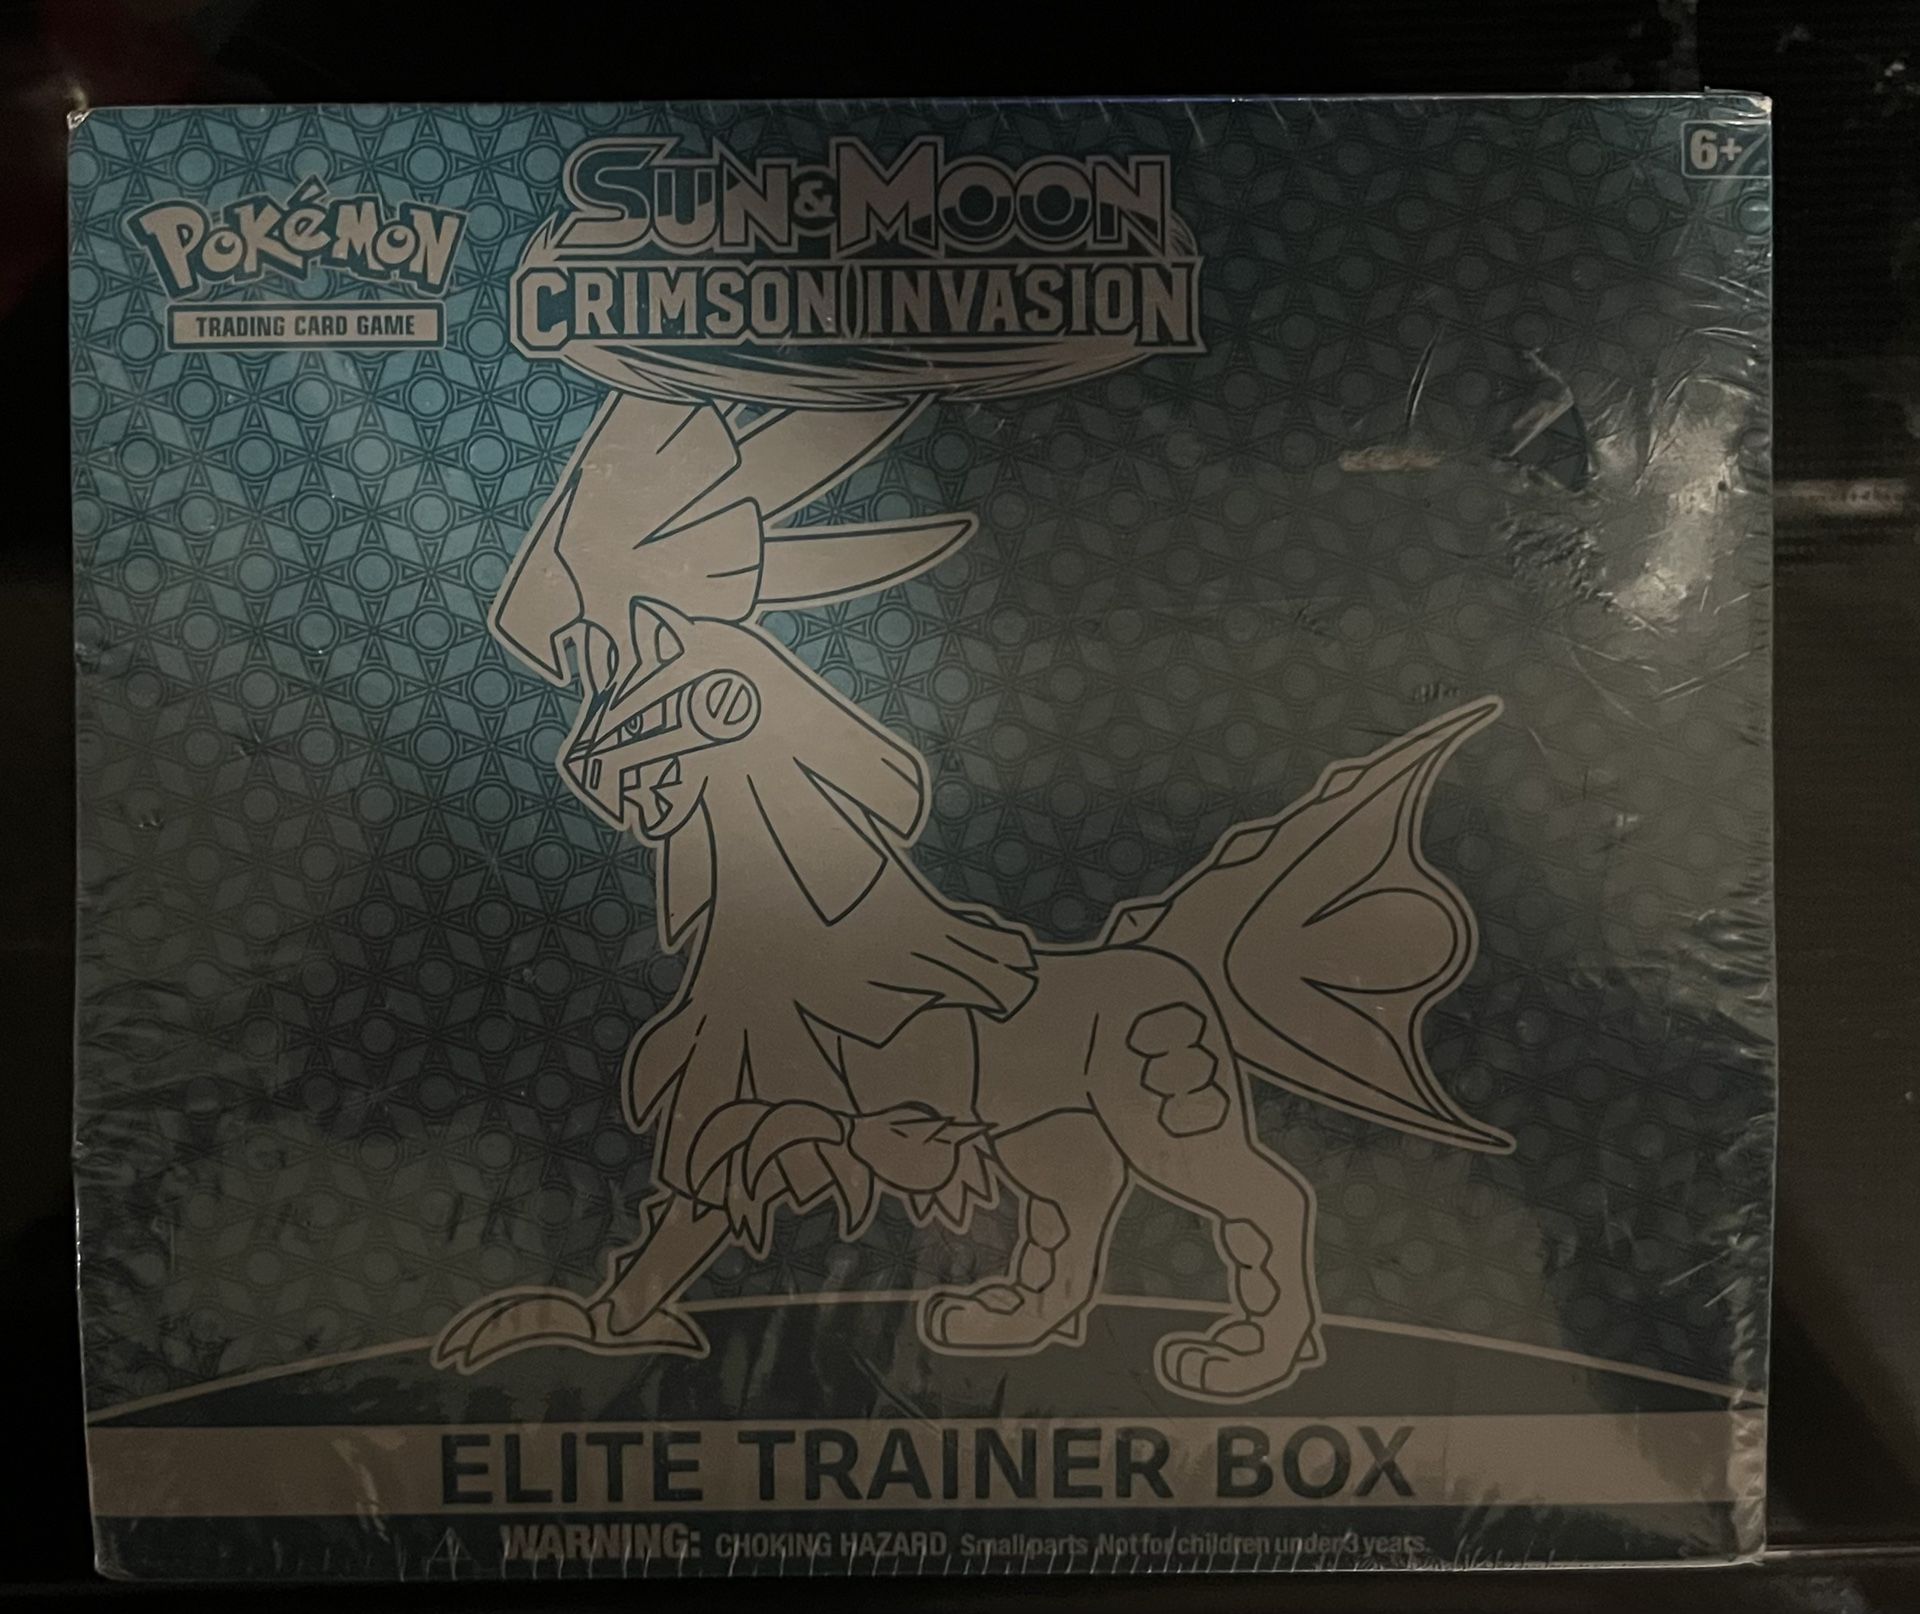 6+
SUN & MOON
POKéMON
CRIMSON INVASION
TRADING CARD GAME
ELITE TRAINER BOX
WARNING: CHOKING HAZARD Small parts Not for children under 3 years.